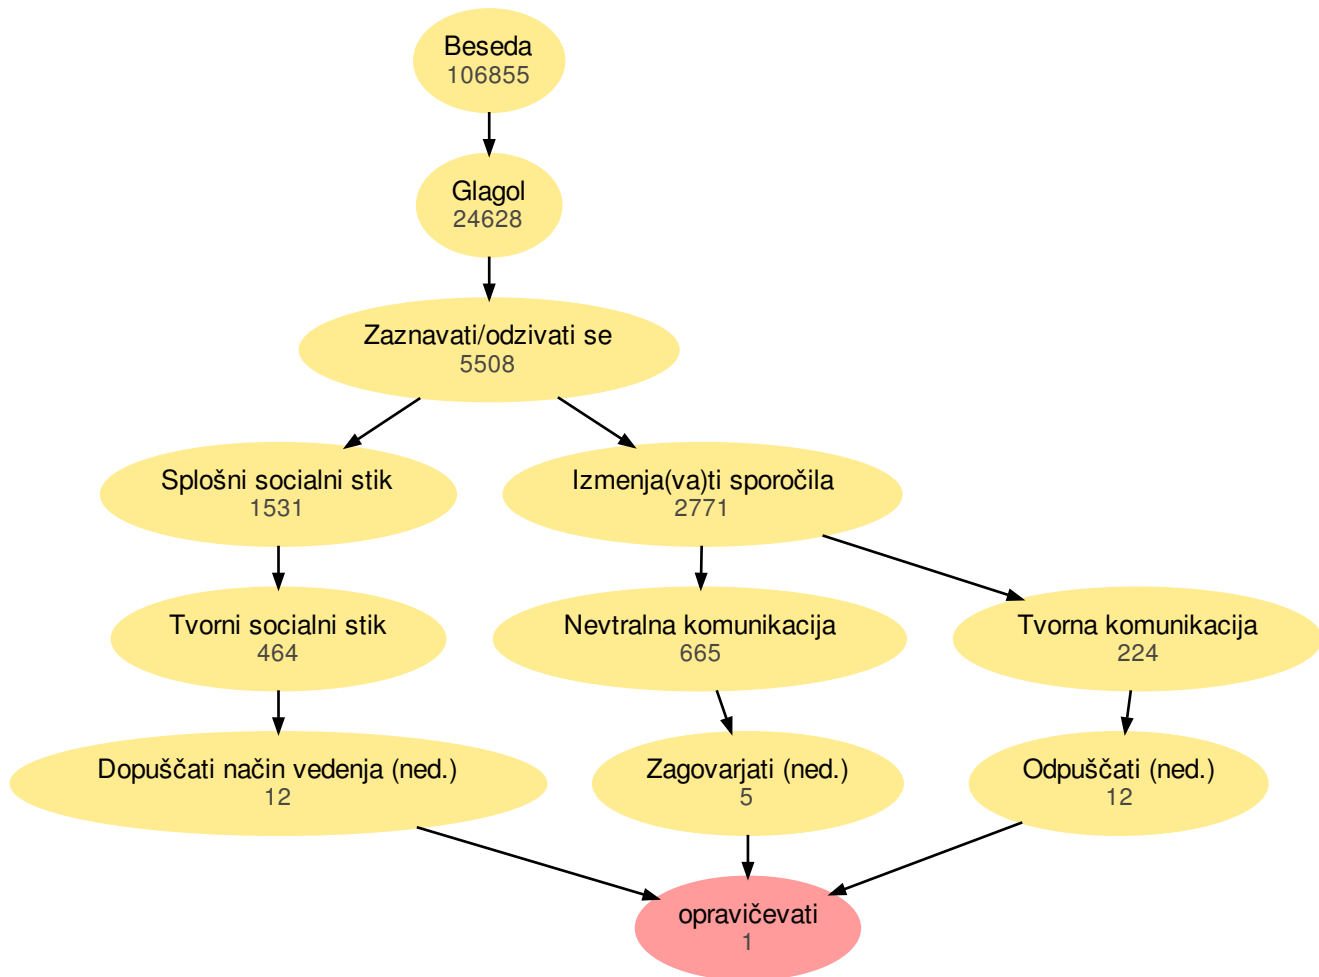 Beseda
106855
Glagol
24628
Zaznavati/odzivati se
5508
Splošni socialni stik
1531
Izmenja(va)ti sporočila
2771
Tvorni socialni stik
464
Nevtralna komunikacija
665
Tvorna komunikacija
224
Dopuščati način vedenja (ned.)
12
Zagovarjati (ned.)
5
Odpuščati (ned.)
12
opravičevati
1